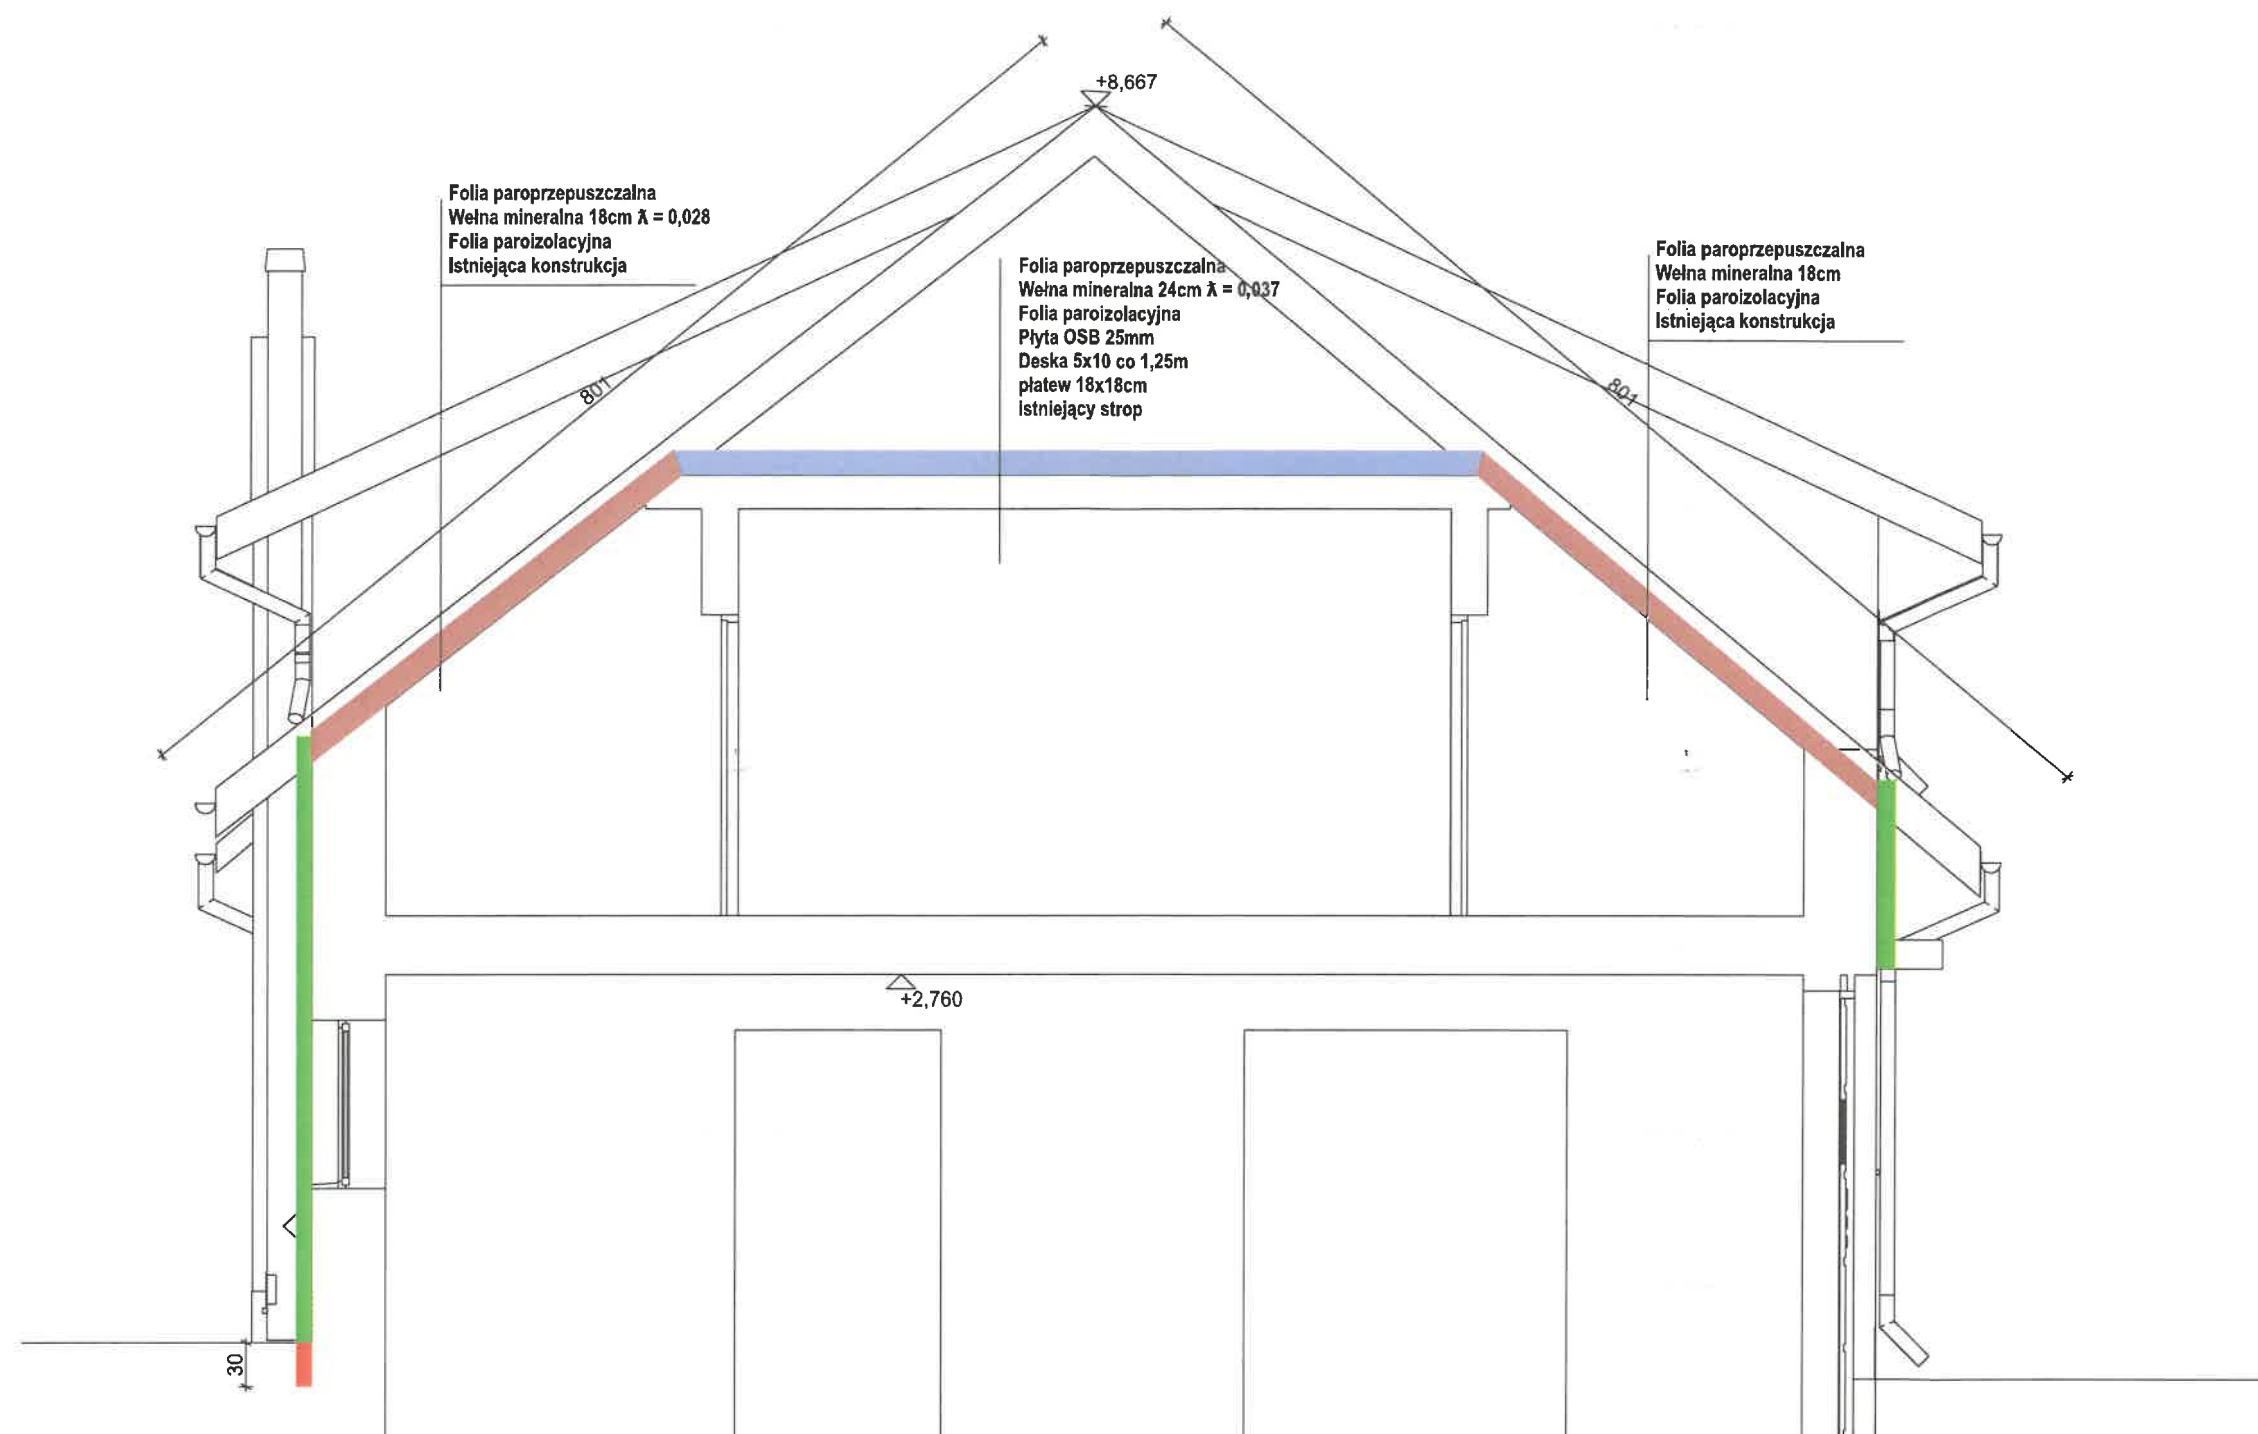 +8,667
Folia paroprzepuszczalna
Wełna mineralna 18cm ƛ = 0,028
Folia paroizolacyjna
Istniejąca konstrukcja
Folia paroprzepuszczalna
Wełna mineralna 24cm ƛ = 0,037
Folia paroizolacyjna
Płyta OSB 25mm
Deska 5x10 co 1,25m
płatew 18x18cm
istniejący strop
Folia paroprzepuszczalna
Wełna mineralna 18cm
Folia paroizolacyjna
Istniejąca konstrukcja
801
801
+2,760
30